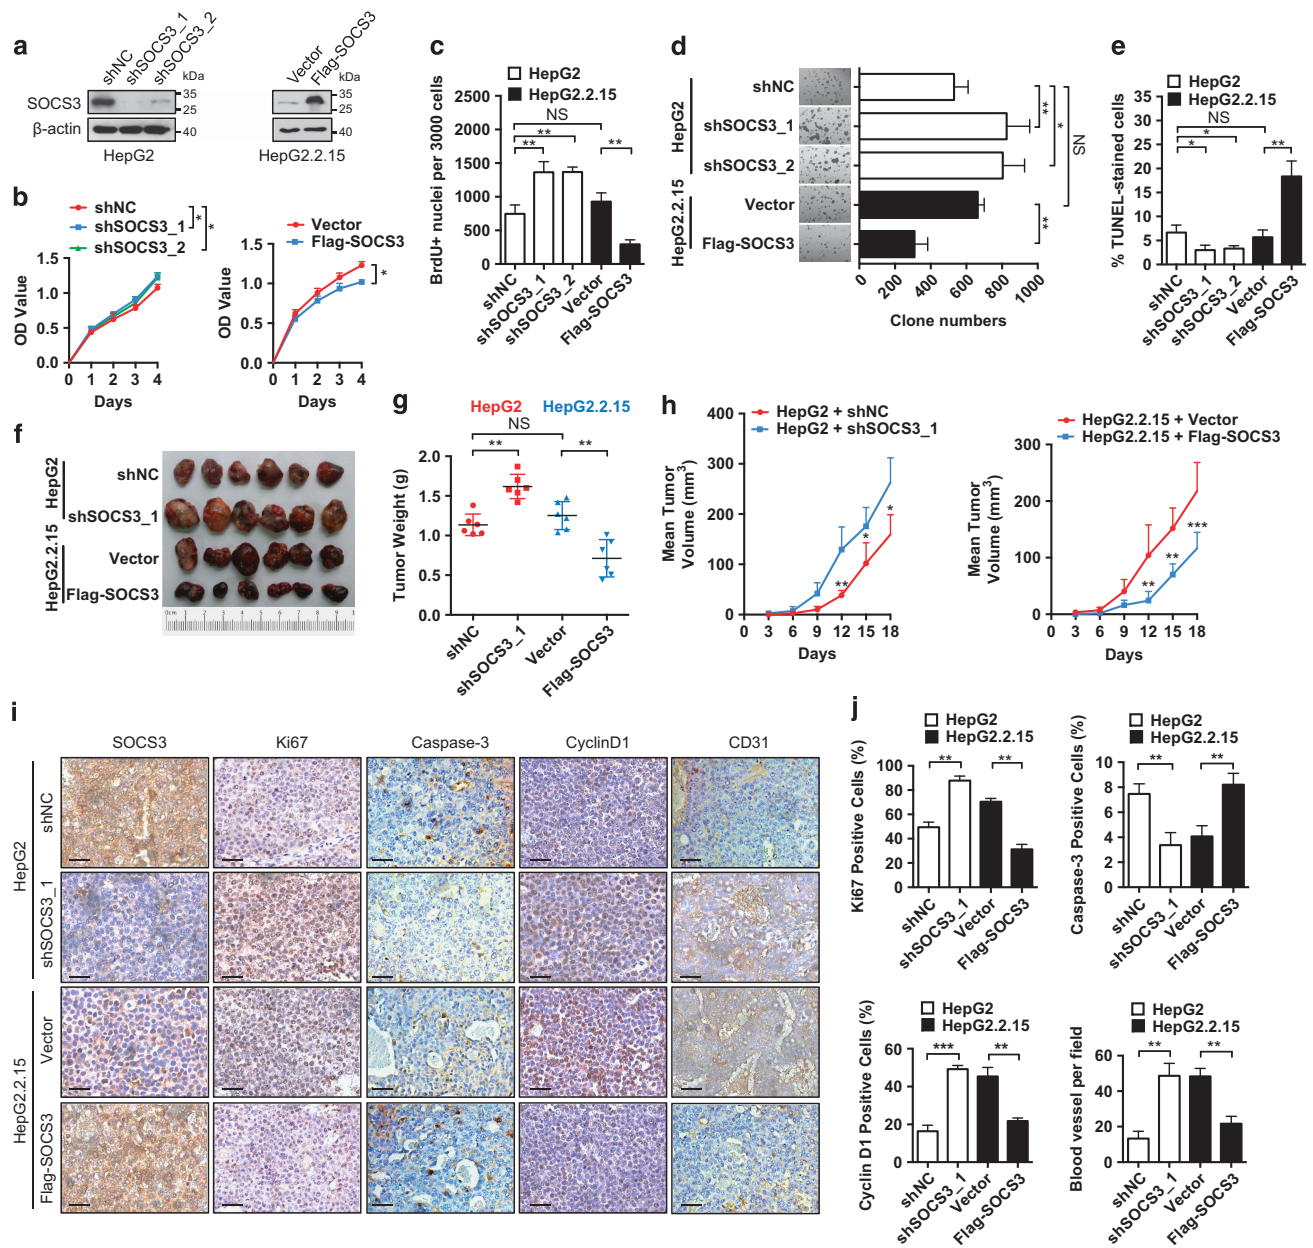 a
shNC
shSOCS3_1
shSOCS3_2
kDa
Vector
Flag-SOCS3
kDa
SOCS3
35
25
35
25
β-actin
40
40
HepG2
HepG2.2.15
b
shNC
shSOCS3_1
shSOCS3_2
*
*
OD Value
1.5
1.0
0.5
0.0
0 1 2 3 4
Days
Vector
Flag-SOCS3
*
OD Value
1.5
1.0
0.5
0.0
0 1 2 3 4
Days
c
HepG2
HepG2.2.15
BrdU+ nuclei per 3000 cells
2500
2000
1500
1000
500
0
NS
**
**
**
shNC
shSOCS3_1
shSOCS3_2
Vector
Flag-SOCS3
d
HepG2
HepG2.2.15
shNC
shSOCS3_1
shSOCS3_2
Vector
Flag-SOCS3
**
*
NS
**
0 200 400 600 800 1000
Clone numbers
e
HepG2
HepG2.2.15
% TUNEL-stained cells
35
30
25
20
15
10
5
0
NS
*
*
**
shNC
shSOCS3_1
shSOCS3_2
Vector
Flag-SOCS3
f
HepG2
HepG2.2.15
shNC
shSOCS3_1
Vector
Flag-SOCS3
0cm 1 2 3 4 5 6 7 8 9 1
g
HepG2 HepG2.2.15
NS
**
**
Tumor Weight (g)
2.0
1.5
1.0
0.5
0.0
shNC
shSOCS3_1
Vector
Flag-SOCS3
h
HepG2 + shNC
HepG2 + shSOCS3_1
Mean Tumor
Volume (mm3)
400
300
200
100
0
**
*
*
3 6 9 12 15 18
Days
HepG2.2.15 + Vector
HepG2.2.15 + Flag-SOCS3
Mean Tumor
Volume (mm3)
300
200
100
0
**
**
***
3 6 9 12 15 18
Days
i
SOCS3 Ki67 Caspase-3 CyclinD1 CD31
HepG2
shNC
shSOCS3_1
HepG2.2.15
Vector
Flag-SOCS3
j
HepG2
HepG2.2.15
Ki67 Positive Cells (%)
100
80
60
40
20
0
**
**
shNC
shSOCS3_1
Vector
Flag-SOCS3
HepG2
HepG2.2.15
Caspase-3 Positive Cells (%)
10
8
6
4
2
0
**
**
shNC
shSOCS3_1
Vector
Flag-SOCS3
HepG2
HepG2.2.15
Cyclin D1 Positive Cells (%)
60
40
20
0
***
**
shNC
shSOCS3_1
Vector
Flag-SOCS3
HepG2
HepG2.2.15
Blood vessel per field
60
40
20
0
**
**
shNC
shSOCS3_1
Vector
Flag-SOCS3